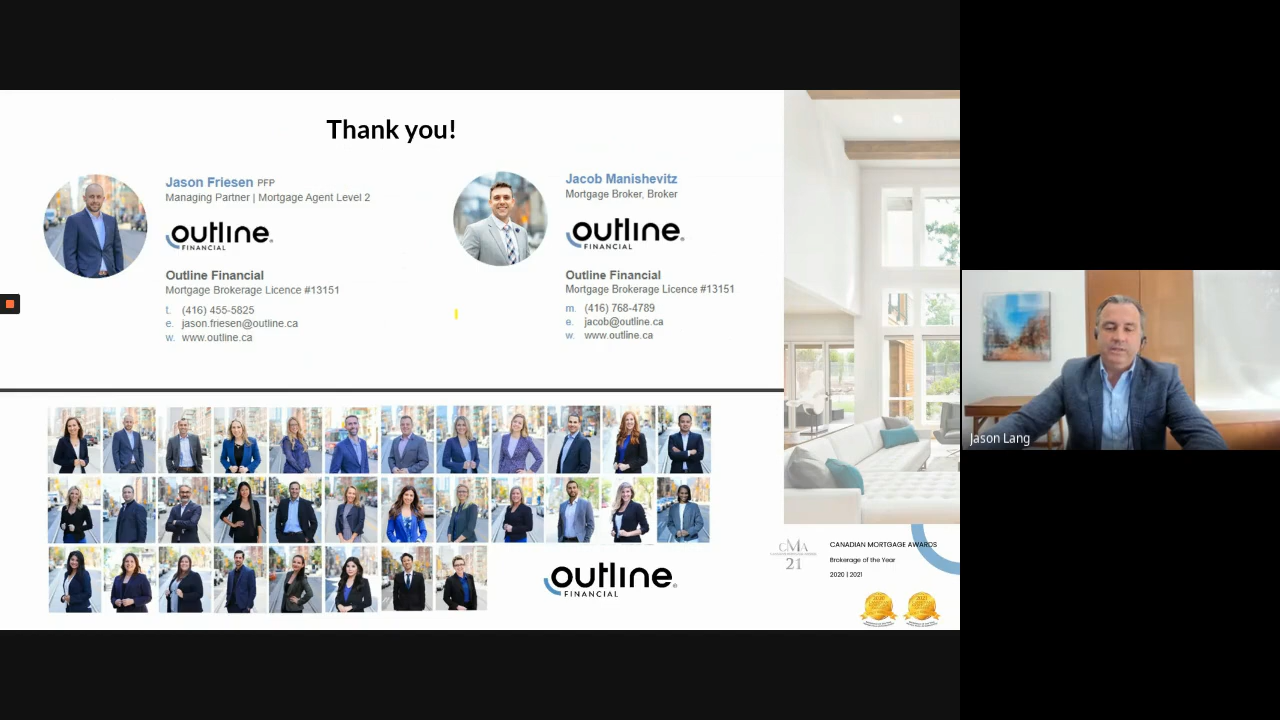 Thank you!
Jason Friesen PFP
Managing Partner | Mortgage Agent Level 2
outline
FINANCIAL
Outline Financial
Mortgage Brokerage Licence #13151
t. (416) 455-5825
e. jason.friesen@outline.ca
w. www.outline.ca
Jacob Manishevitz
Mortgage Broker, Broker
outline
FINANCIAL
Outline Financial
Mortgage Brokerage Licence #13151
m. (416) 768-4789
e. jacob@outline.ca
w. www.outline.ca
Jason Lang
outline
FINANCIAL
CMA
21
CANADIAN MORTGAGE AWARDS
Brokerage of the Year
2020 | 2021